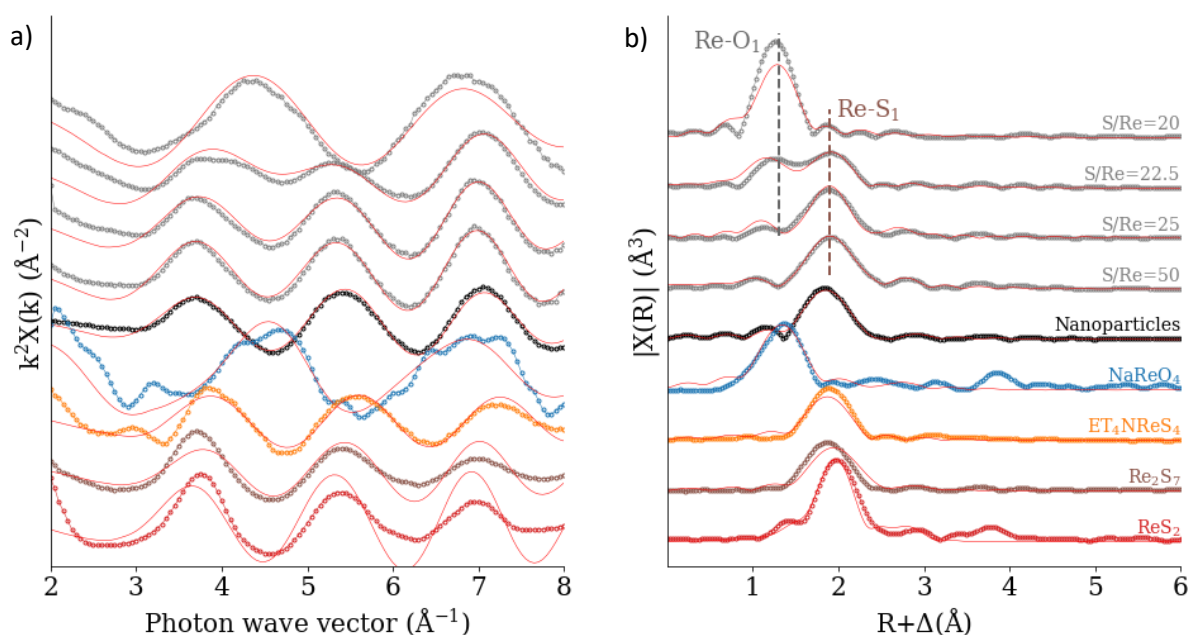 a)
k²X(k) (Å⁻²)
2 3 4 5 6 7 8
Photon wave vector (Å⁻¹)
b)
|X(R)| (Å³)
Re-O₁
Re-S₁
S/Re=20
S/Re=22.5
S/Re=25
S/Re=50
Nanoparticles
NaReO₄
ET₄NReS₄
Re₂S₇
ReS₂
1 2 3 4 5 6
R+Δ(Å)